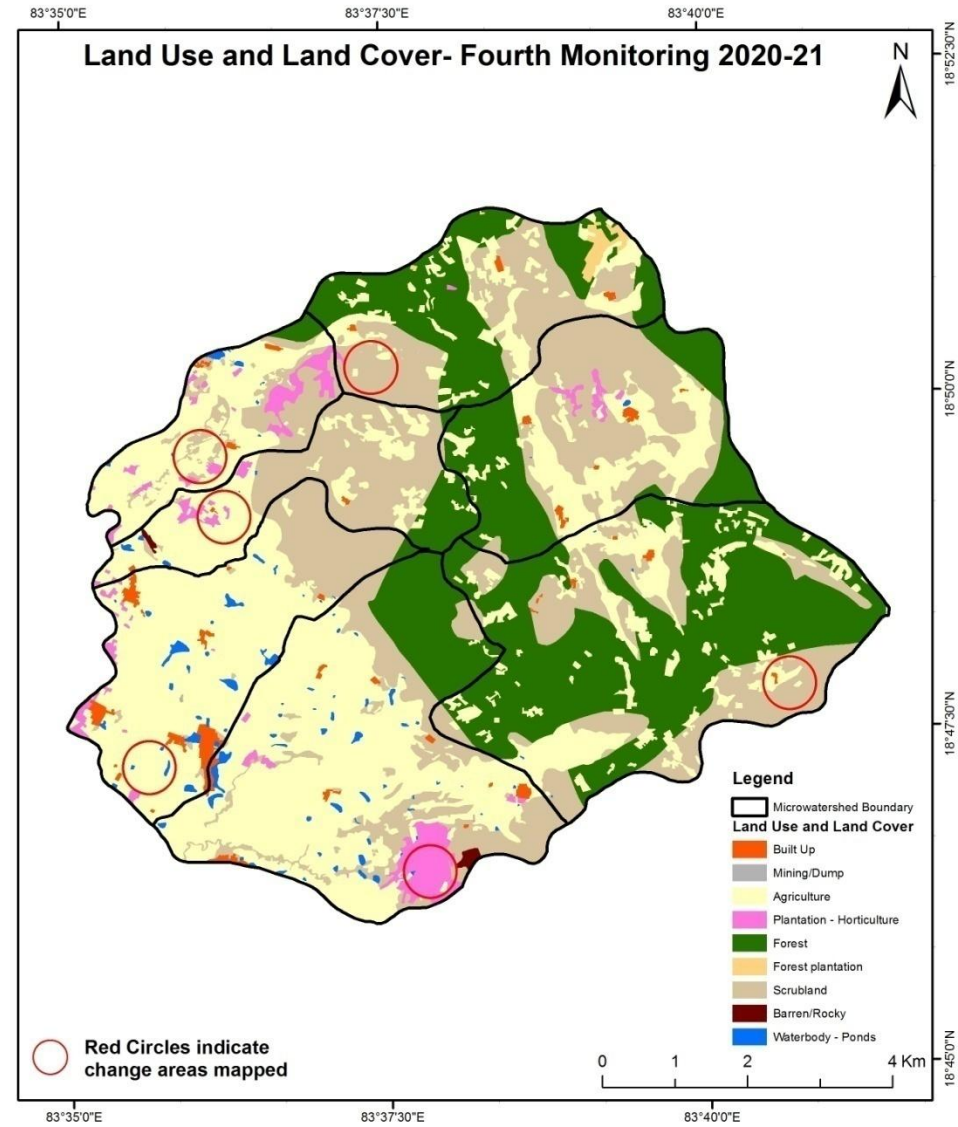 83°35'0"E
83°37'30"E
83°40'0"E
Land Use and Land Cover- Fourth Monitoring 2020-21
N
18°52'30"N
18°50'0"N
18°47'30"N
18°45'0"N
Legend
Microwatershed Boundary
Land Use and Land Cover
Built Up
Mining/Dump
Agriculture
Plantation - Horticulture
Forest
Forest plantation
Scrubland
Barren/Rocky
Waterbody - Ponds
Red Circles indicate
change areas mapped
0 1 2 4 Km
83°35'0"E
83°37'30"E
83°40'0"E